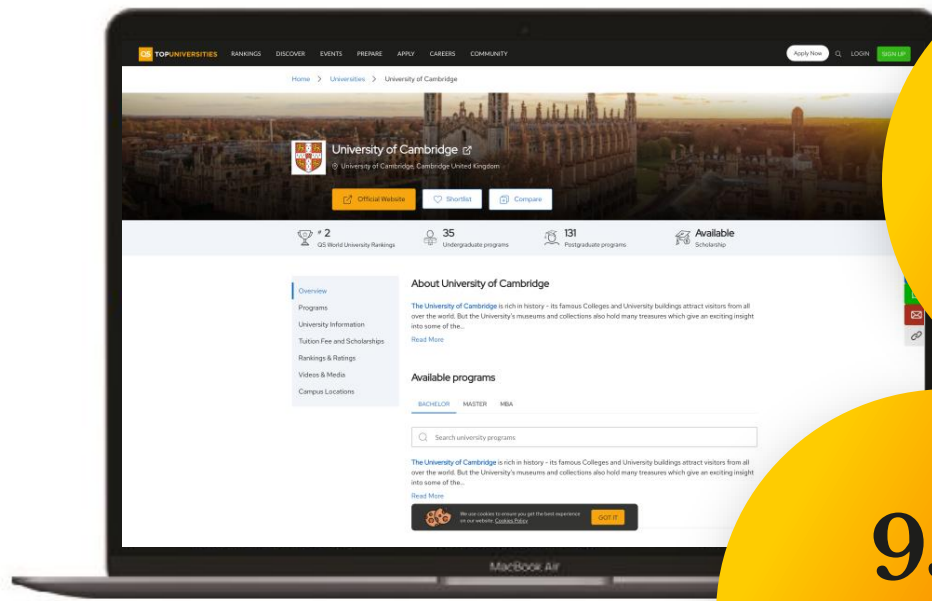 QS TOPUNIVERSITIES RANKINGS DISCOVER EVENTS PREPARE APPLY CAREERS COMMUNITY Apply Now LOGIN SIGN UP
Home > Universities > University of Cambridge
University of Cambridge
University of Cambridge, Cambridge United Kingdom
Official Website Shortlist Compare
# 2 35 131 Available
QS World University Rankings Undergraduate programs Postgraduate programs Scholarship
Overview
Programs
University Information
Tuition Fee and Scholarships
Rankings & Ratings
Videos & Media
Campus Locations
About University of Cambridge
The University of Cambridge is rich in history - its famous Colleges and University buildings attract visitors from all
over the world. But the University's museums and collections also hold many treasures which give an exciting insight
into some of the...
Read More
Available programs
BACHELOR MASTER MBA
Search university programs
The University of Cambridge is rich in history - its famous Colleges and University buildings attract visitors from all
over the world. But the University's museums and collections also hold many treasures which give an exciting insight
into some of the...
Read More
We use cookies to ensure you get the best experience
on our website. Cookies Policy
GOT IT
MacBook Air
9.